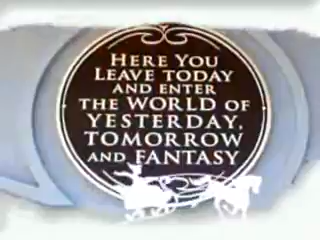 HERE YOU
LEAVE TODAY
AND ENTER
THE WORLD OF
YESTERDAY,
TOMORROW
AND FANTASY